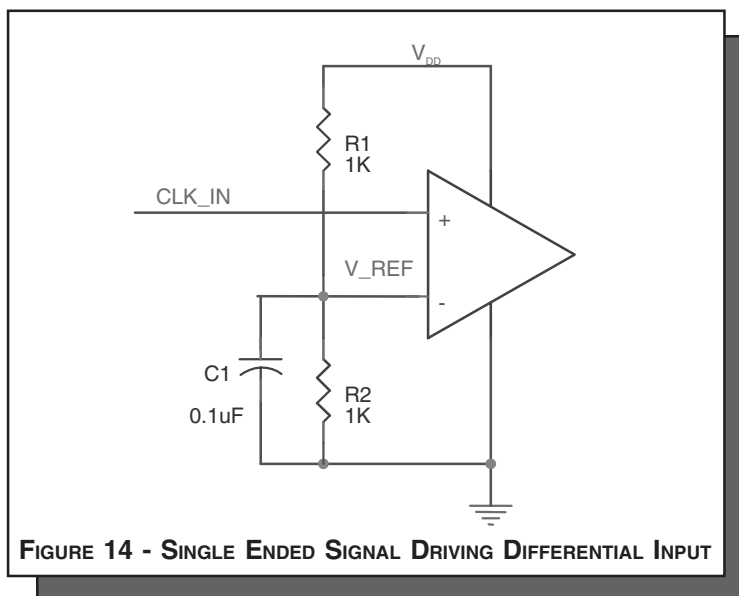 V_DD
R1
1K
CLK_IN
+
V_REF
-
C1
0.1uF
R2
1K
FIGURE 14 - SINGLE ENDED SIGNAL DRIVING DIFFERENTIAL INPUT